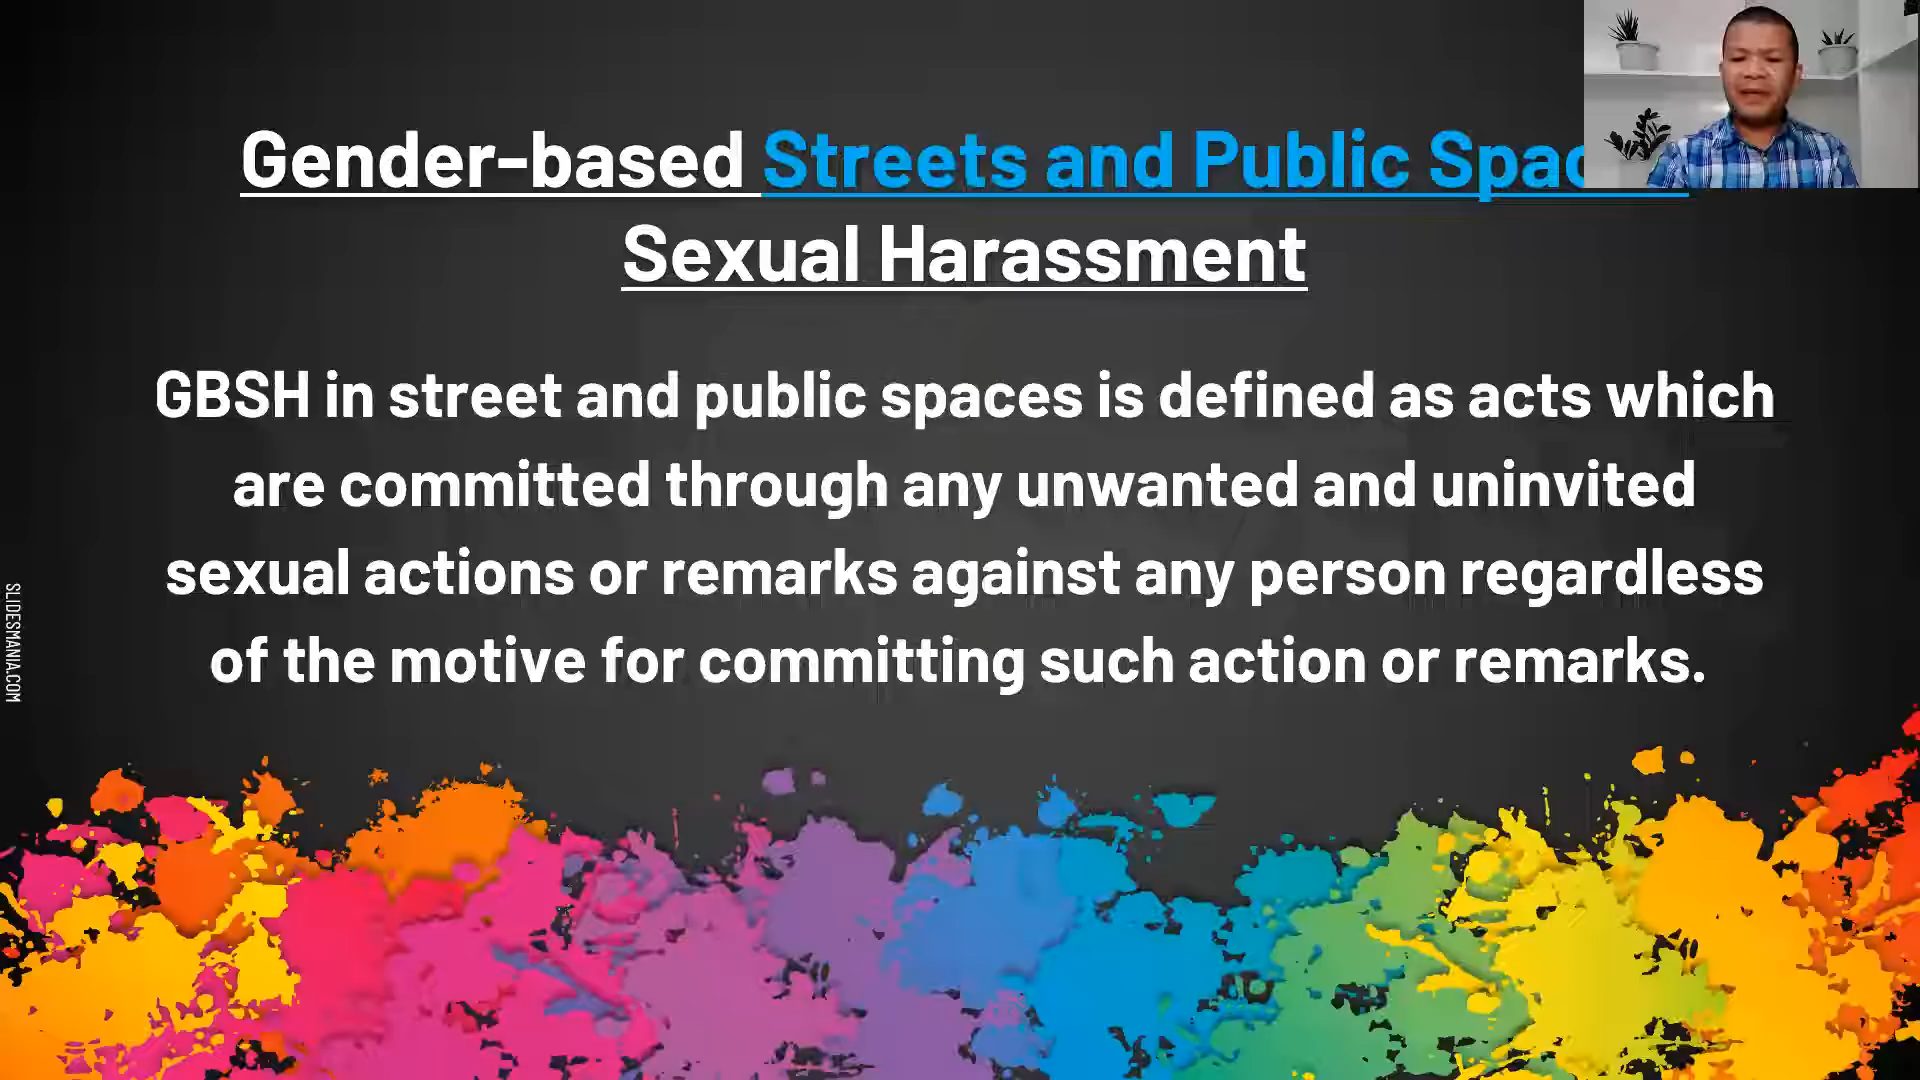 Gender-based Streets and Public Spac
Sexual Harassment
GBSH in street and public spaces is defined as acts which
are committed through any unwanted and uninvited
sexual actions or remarks against any person regardless
of the motive for committing such action or remarks.
SLIDESMANIA.COM